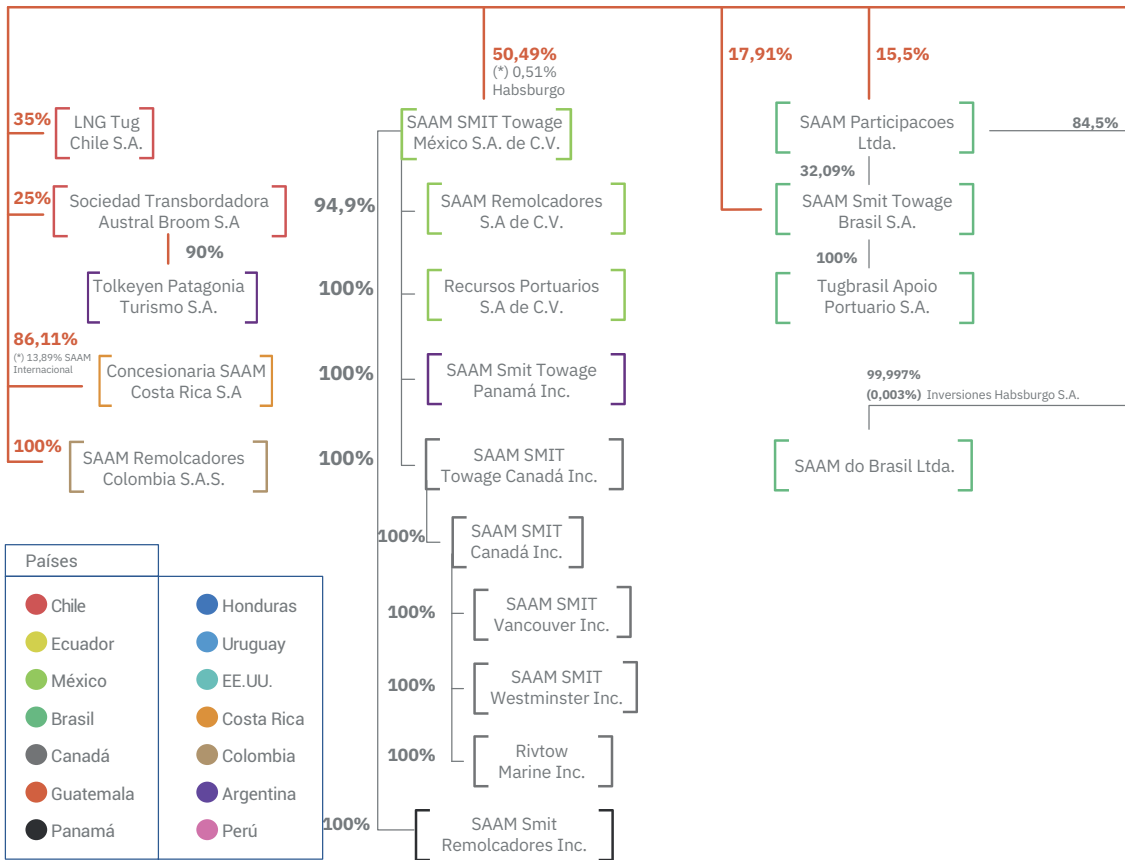 50,49%
(*) 0,51%
Habsburgo
17,91%
15,5%
35%
LNG Tug
Chile S.A.
25%
Sociedad Transbordadora
Austral Broom S.A
90%
Tolkeyen Patagonia
Turismo S.A.
86,11%
(*) 13,89% SAAM
Internacional
Concesionaria SAAM
Costa Rica S.A
100%
SAAM Remolcadores
Colombia S.A.S.
SAAM SMIT Towage
México S.A. de C.V.
94,9%
SAAM Remolcadores
S.A de C.V.
100%
Recursos Portuarios
S.A de C.V.
100%
SAAM Smit Towage
Panamá Inc.
100%
SAAM SMIT
Towage Canadá Inc.
100%
SAAM SMIT
Canadá Inc.
100%
SAAM SMIT
Vancouver Inc.
100%
SAAM SMIT
Westminster Inc.
100%
Rivtow
Marine Inc.
100%
SAAM Smit
Remolcadores Inc.
SAAM Participacoes
Ltda.
84,5%
32,09%
SAAM Smit Towage
Brasil S.A.
100%
Tugbrasil Apoio
Portuario S.A.
99,997%
(0,003%) Inversiones Habsburgo S.A.
SAAM do Brasil Ltda.
Países
Chile
Ecuador
México
Brasil
Canadá
Guatemala
Panamá
Honduras
Uruguay
EE.UU.
Costa Rica
Colombia
Argentina
Perú